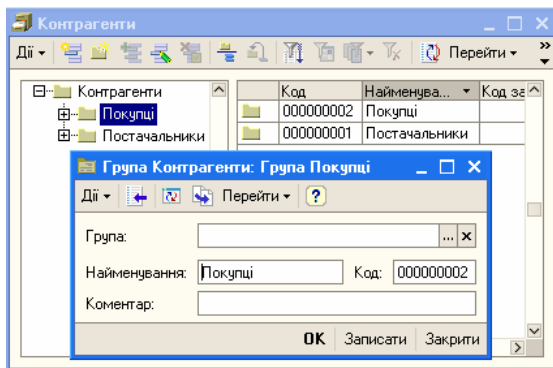 Контрагенти
Дії Перейти »
Контрагенти
Покупці
Постачальники
Код Найменува... Код за
000000002 Покупці
000000001 Постачальники
Група Контрагенти: Група Покупці
Дії Перейти ?
Група: ...
Найменування: Покупці Код: 000000002
Коментар:
OK Записати Закрити